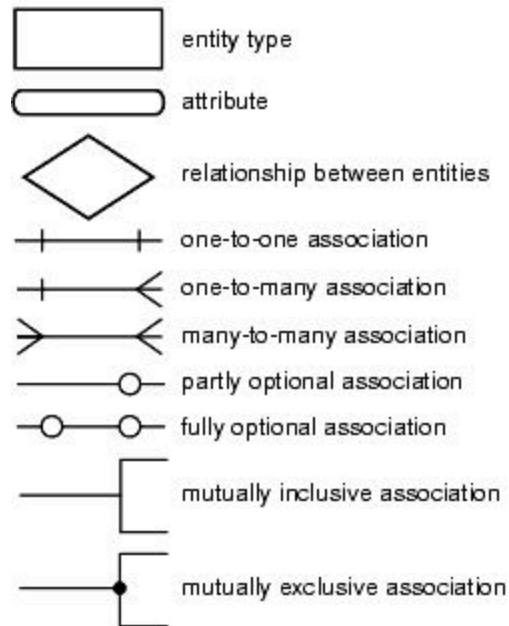 entity type
attribute
relationship between entities
one-to-one association
one-to-many association
many-to-many association
partly optional association
fully optional association
mutually inclusive association
mutually exclusive association